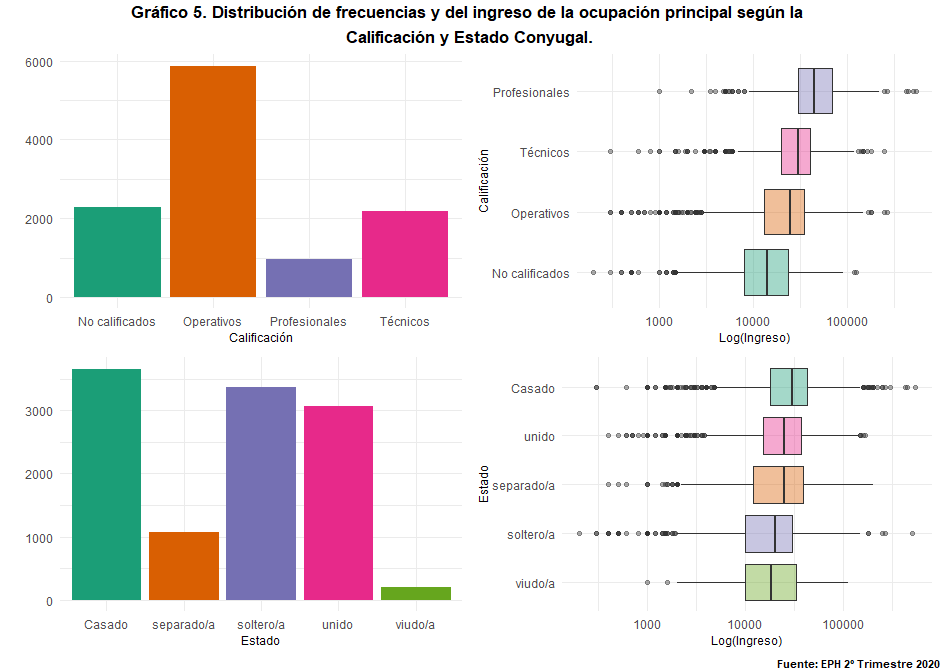 Gráfico 5. Distribución de frecuencias y del ingreso de la ocupación principal según la
Calificación y Estado Conyugal.
6000
4000
2000
0
No calificados Operativos Profesionales Técnicos
Calificación
Calificación
Profesionales
Técnicos
Operativos
No calificados
1000 10000 100000
Log(Ingreso)
3000
2000
1000
0
Casado separado/a soltero/a unido viudo/a
Estado
Estado
Casado
unido
separado/a
soltero/a
viudo/a
1000 10000 100000
Log(Ingreso)
Fuente: EPH 2º Trimestre 2020